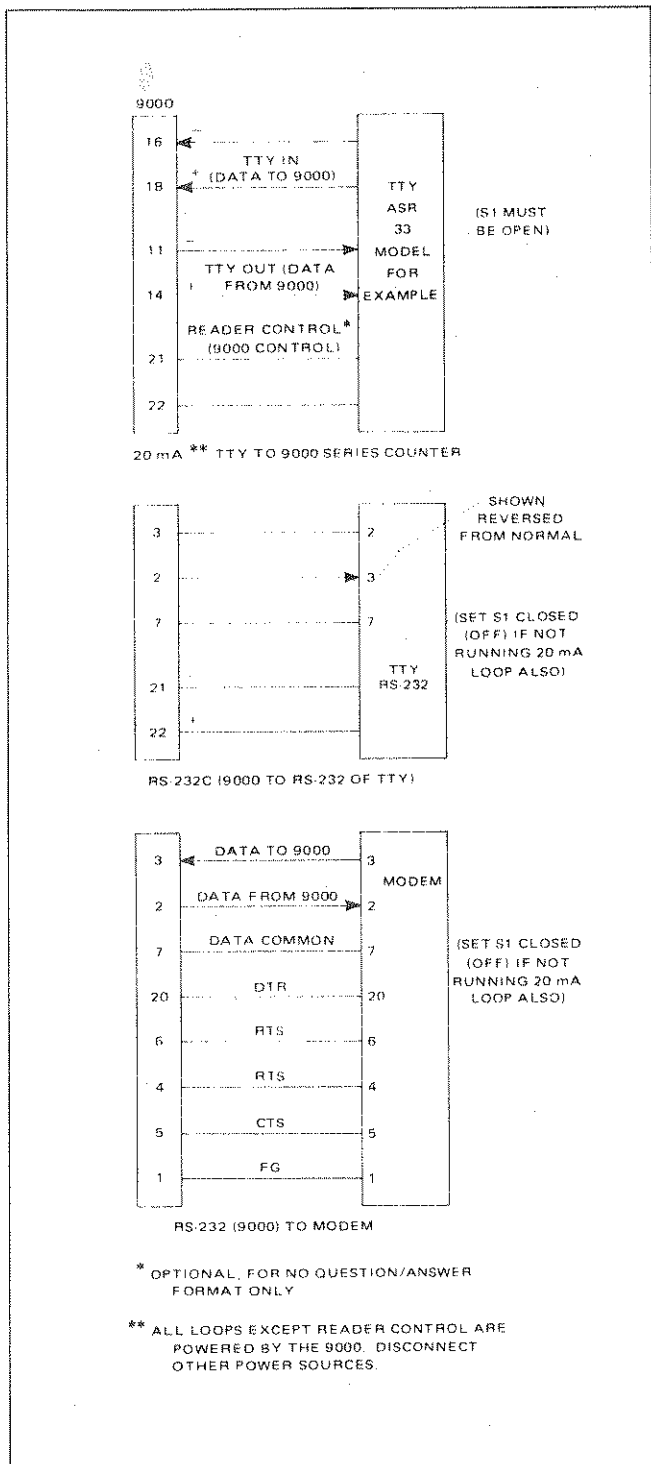 9000
16 −
TTY IN
(DATA TO 9000)
18 +
TTY
ASR
33
MODEL
FOR
EXAMPLE
(S1 MUST
BE OPEN)
11 −
TTY OUT (DATA
FROM 9000)
14 +
READER CONTROL*
(9000 CONTROL)
21
22
20 mA ** TTY TO 9000 SERIES COUNTER
SHOWN
REVERSED
FROM NORMAL
3 2
2 3
7 7
(SET S1 CLOSED
(OFF) IF NOT
RUNNING 20 mA
LOOP ALSO)
TTY
RS-232
21 −
22 +
RS-232C (9000 TO RS-232 OF TTY)
3 DATA TO 9000 3
MODEM
2 DATA FROM 9000 2
7 DATA COMMON 7
(SET S1 CLOSED
(OFF) IF NOT
RUNNING 20 mA
LOOP ALSO)
20 DTR 20
6 RTS 6
4 RTS 4
5 CTS 5
1 FG 1
RS-232 (9000) TO MODEM
* OPTIONAL, FOR NO QUESTION/ANSWER
FORMAT ONLY
** ALL LOOPS EXCEPT READER CONTROL ARE
POWERED BY THE 9000. DISCONNECT
OTHER POWER SOURCES.